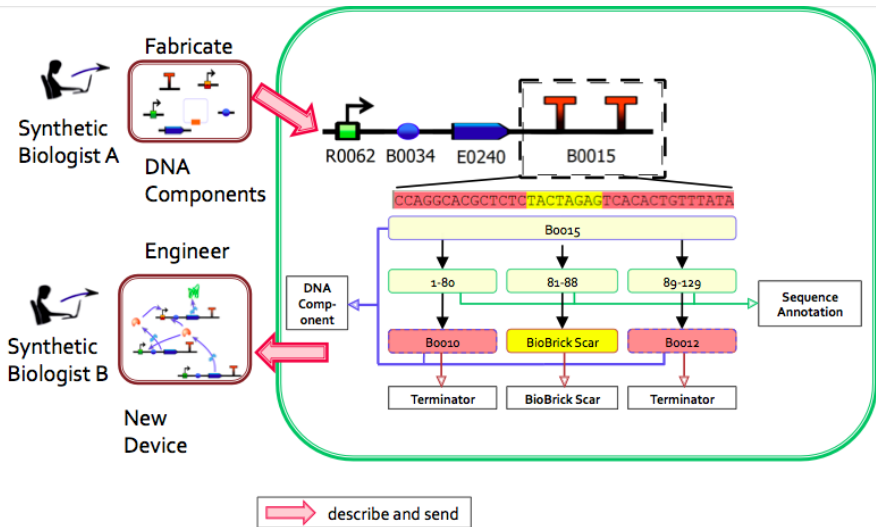 Fabricate
Synthetic
Biologist A
DNA
Components
R0062
B0034
E0240
B0015
CCAGGCACGCTCTCTACTAGAGTCACACTGTTTATA
B0015
1-80
81-88
89-129
DNA
Comp-
onent
Sequence
Annotation
B0010
BioBrick Scar
B0012
Terminator
BioBrick Scar
Terminator
Engineer
Synthetic
Biologist B
New
Device
describe and send